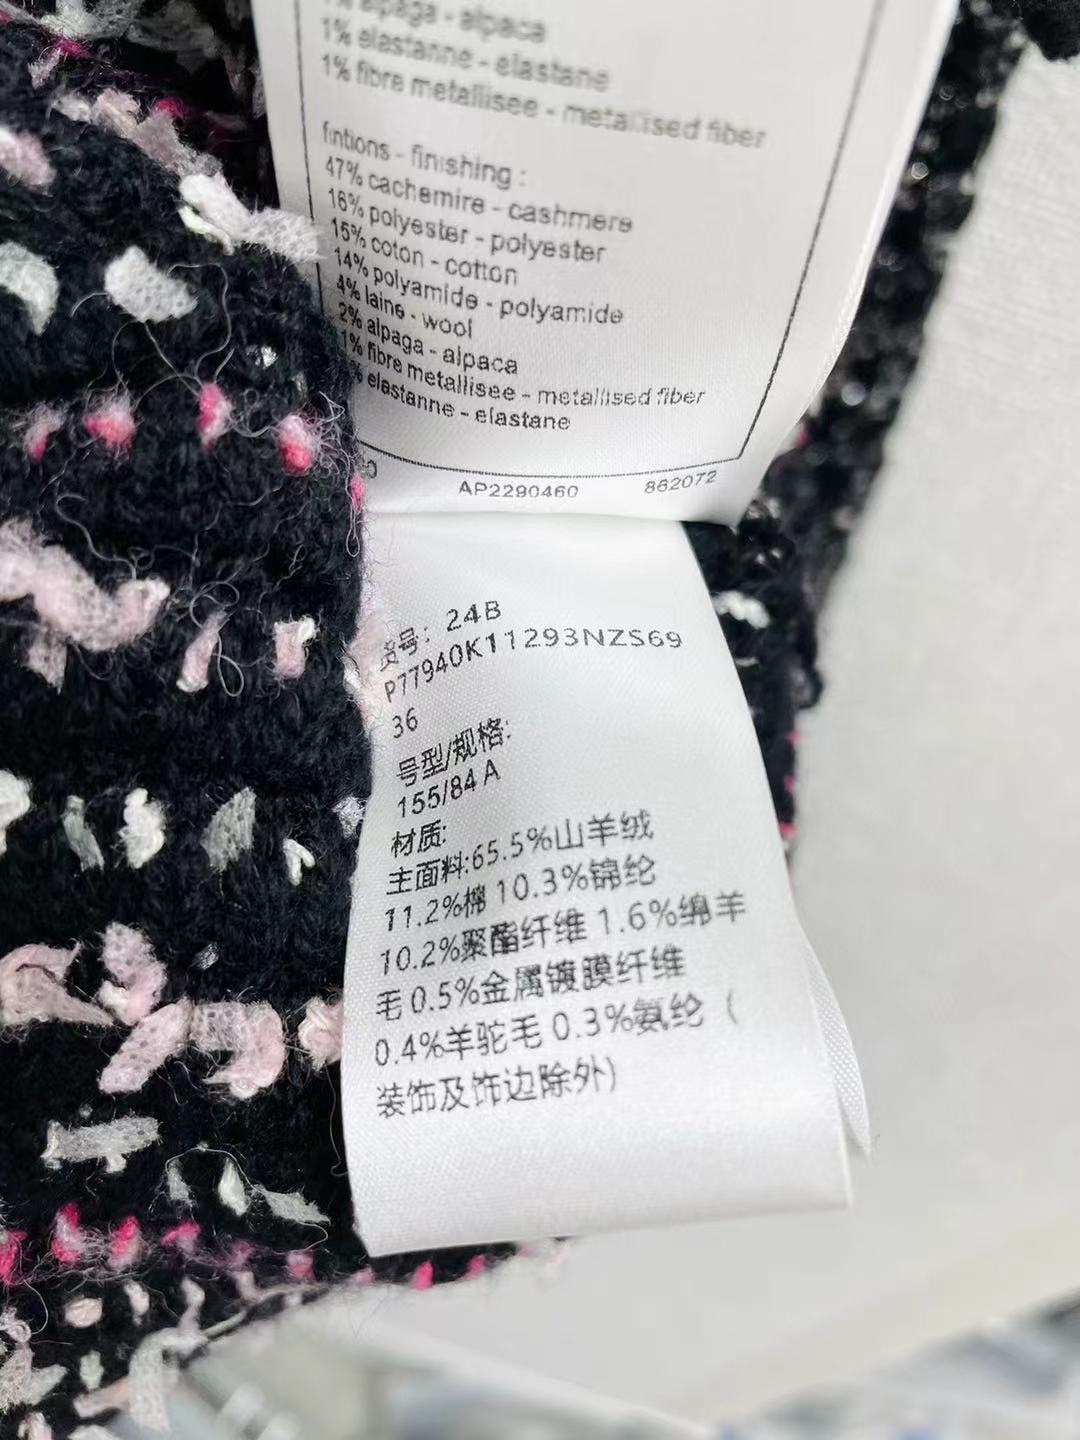 1% alpaga - alpaca
1% elastanne - elastane
1% fibre metallisee - metallised fiber
fintions - finishing :
47% cachemire - cashmere
16% polyester - polyester
15% coton - cotton
14% polyamide - polyamide
4% laine - wool
2% alpaga - alpaca
1% fibre metallisee - metallised fiber
% elastanne - elastane
AP2290460 862072
货号: 24B
P77940K11293NZS69
36
号型/规格:
155/84 A
材质:
主面料:65.5%山羊绒
11.2%棉 10.3%锦纶
10.2%聚酯纤维 1.6%绵羊
毛 0.5%金属镀膜纤维
0.4%羊驼毛 0.3%氨纶 (
装饰及饰边除外)